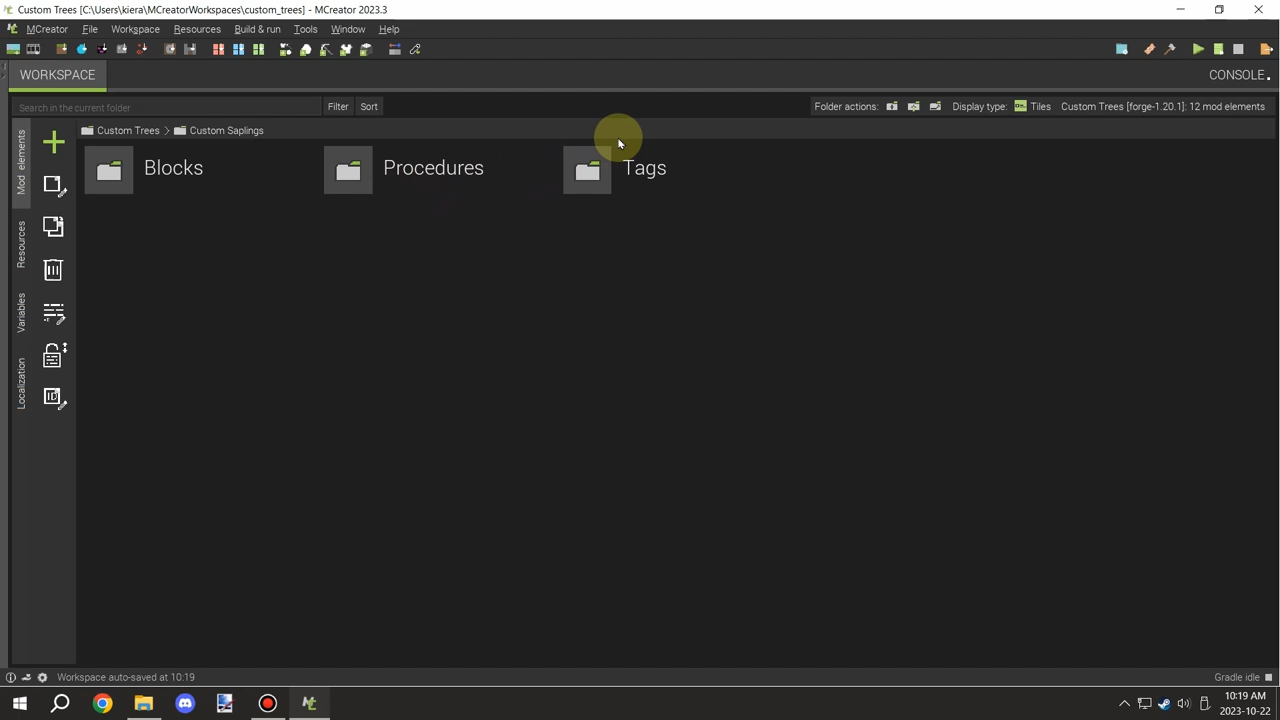 Custom Trees [C:\Users\kiera\MCreatorWorkspaces\custom_trees] - MCreator 2023.3
MCreator File Workspace Resources Build & run Tools Window Help
WORKSPACE
CONSOLE
Search in the current folder
Filter
Sort
Folder actions:
Display type:
Tiles
Custom Trees [forge-1.20.1]: 12 mod elements
Custom Trees
Custom Saplings
Blocks
Procedures
Tags
Mod elements
Resources
Variables
Localization
ID
Workspace auto-saved at 10:19
Gradle idle
10:19 AM
2023-10-22